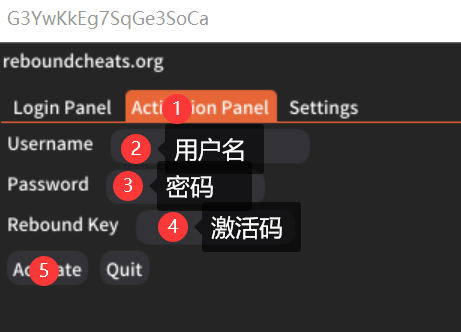 G3YwKkEg7SqGe3SoCa
reboundcheats.org
Login Panel Activation Panel Settings
1
Username 2 用户名
Password 3 密码
Rebound Key 4 激活码
Activate Quit
5